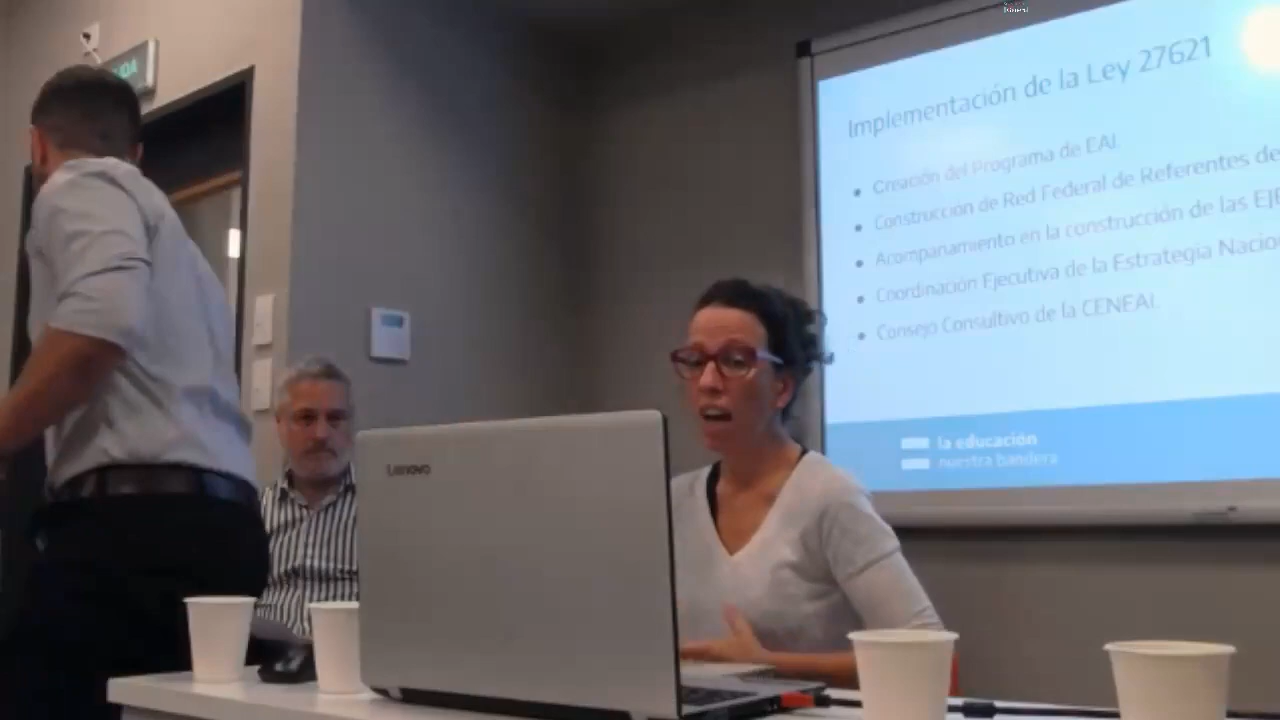 Implementación de la Ley 27621
• Creación del Programa de EAI.
• Construcción de Red Federal de Referentes de
• Acompañamiento en la construcción de las EJE
• Coordinación Ejecutiva de la Estrategia Nacio
• Consejo Consultivo de la CENEAI.
la educación
nuestra bandera
Lenovo